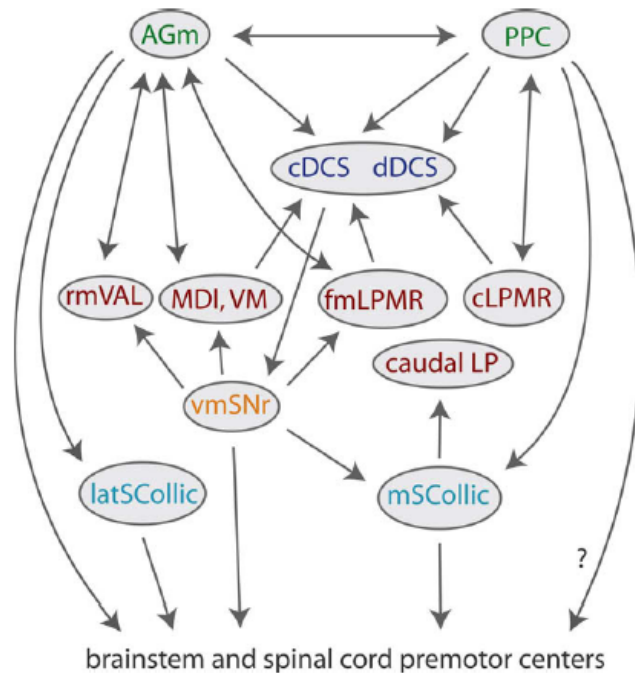 AGm PPC
cDCS dDCS
rmVAL MDl, VM fmLPMR cLPMR
caudal LP
vmSNr
latSCollic mSCollic
?
brainstem and spinal cord premotor centers